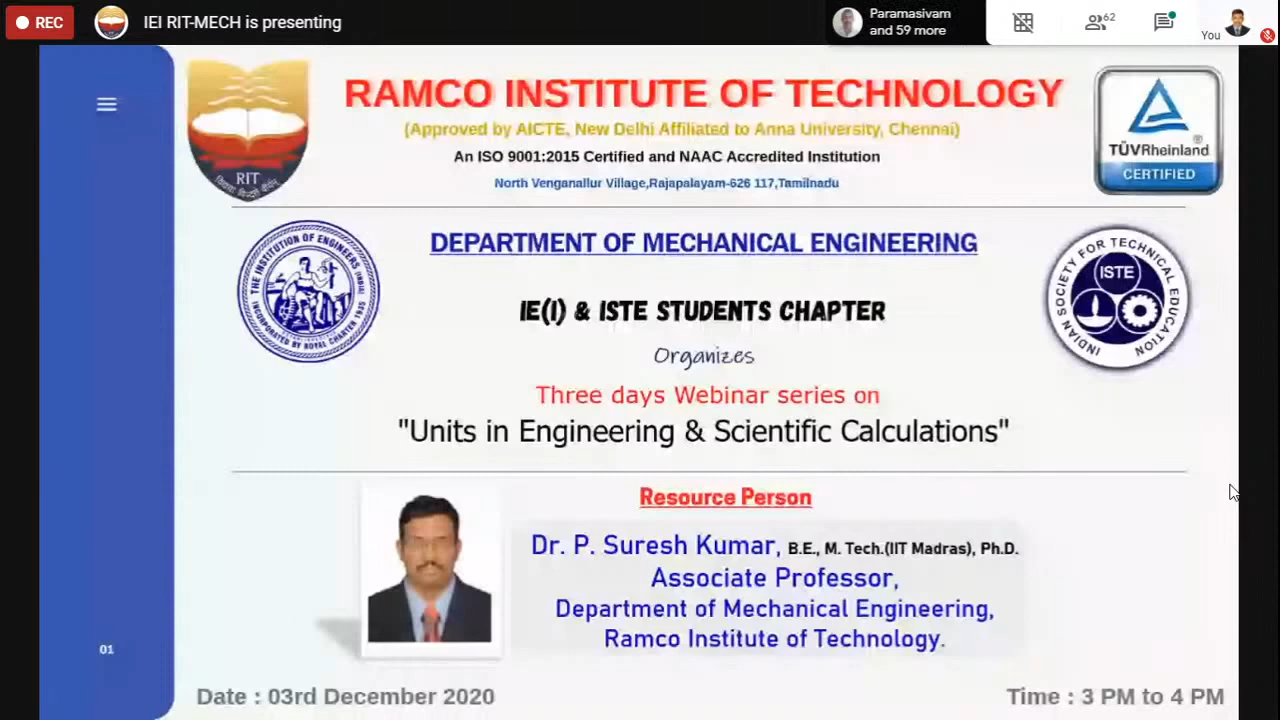 REC
IEI RIT-MECH is presenting
Paramasivam
and 59 more
62
You
RAMCO INSTITUTE OF TECHNOLOGY
(Approved by AICTE, New Delhi Affiliated to Anna University, Chennai)
An ISO 9001:2015 Certified and NAAC Accredited Institution
North Venganallur Village,Rajapalayam-626 117,Tamilnadu
RIT
TÜVRheinland®
CERTIFIED
DEPARTMENT OF MECHANICAL ENGINEERING
THE INSTITUTION OF ENGINEERS (INDIA)
INCORPORATED BY ROYAL CHARTER 1935
IE(I) & ISTE STUDENTS CHAPTER
ISTE
INDIAN SOCIETY FOR TECHNICAL EDUCATION
Organizes
Three days Webinar series on
"Units in Engineering & Scientific Calculations"
Resource Person
Dr. P. Suresh Kumar, B.E., M. Tech.(IIT Madras), Ph.D.
Associate Professor,
Department of Mechanical Engineering,
Ramco Institute of Technology.
01
Date : 03rd December 2020
Time : 3 PM to 4 PM